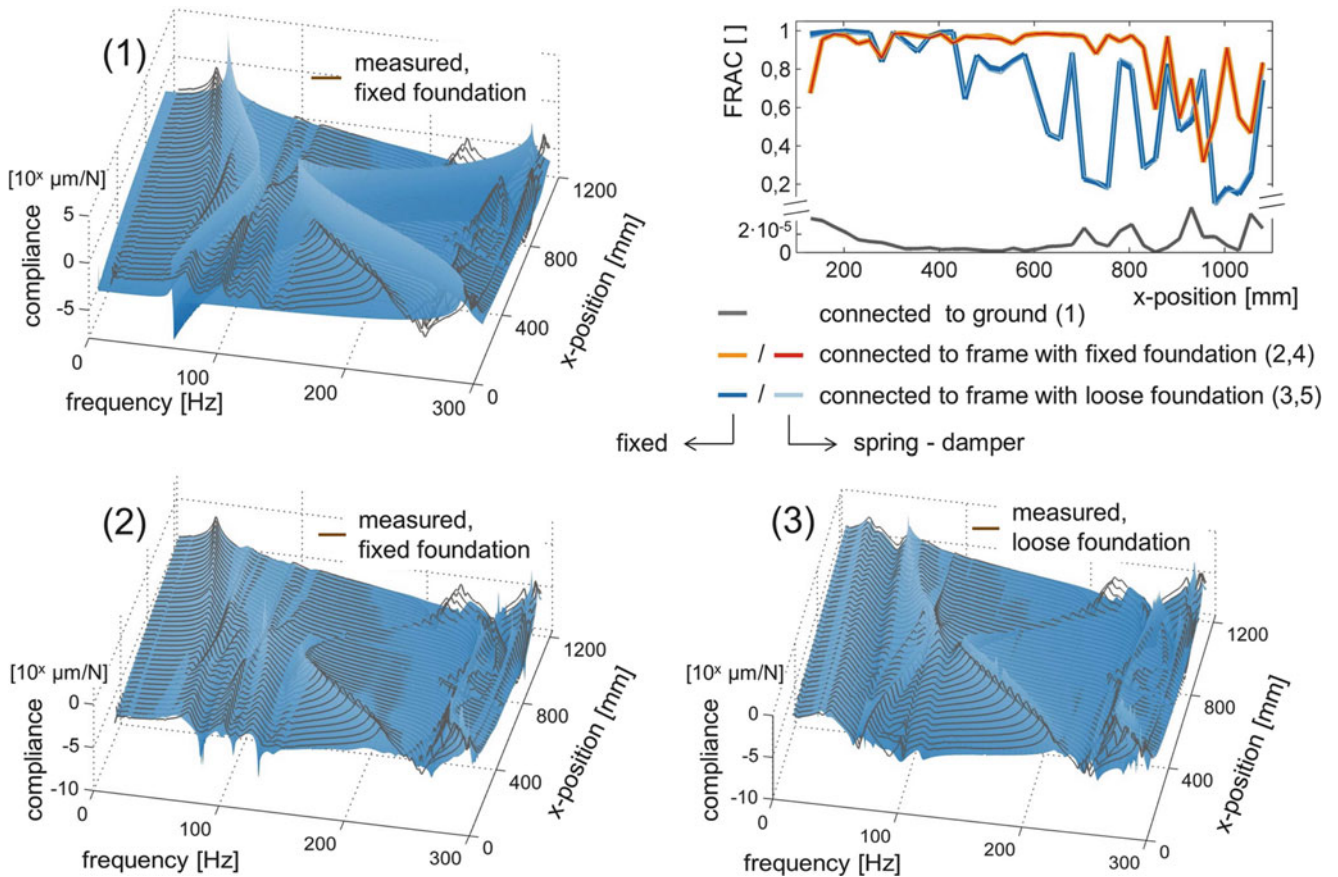 (1)
measured,
fixed foundation
[10ˣ µm/N]
compliance
5
0
-5
0
100
200
300
frequency [Hz]
0
400
800
1200
x-position [mm]
FRAC [ ]
1
0,8
0,6
0,4
0,2
2·10⁻⁵
0
200
400
600
800
1000
x-position [mm]
connected to ground (1)
/ connected to frame with fixed foundation (2,4)
/ connected to frame with loose foundation (3,5)
fixed
spring - damper
(2)
measured,
fixed foundation
[10ˣ µm/N]
compliance
0
-5
-10
0
100
200
300
frequency [Hz]
0
400
800
1200
x-position [mm]
(3)
measured,
loose foundation
[10ˣ µm/N]
compliance
0
-5
-10
0
100
200
300
frequency [Hz]
0
400
800
1200
x-position [mm]